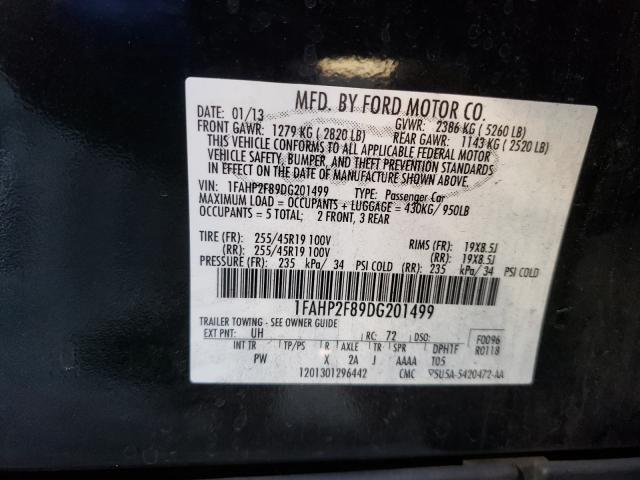 MFD. BY FORD MOTOR CO.
DATE: 01/13 GVWR: 2386 KG ( 5260 LB)
FRONT GAWR: 1279 KG ( 2820 LB) REAR GAWR: 1143 KG ( 2520 LB)
THIS VEHICLE CONFORMS TO ALL APPLICABLE FEDERAL MOTOR
VEHICLE SAFETY, BUMPER, AND THEFT PREVENTION STANDARDS
IN EFFECT ON THE DATE OF MANUFACTURE SHOWN ABOVE.
VIN: 1FAHP2F89DG201499 TYPE: Passenger Car
MAXIMUM LOAD = OCCUPANTS + LUGGAGE = 430KG/ 950LB
OCCUPANTS = 5 TOTAL; 2 FRONT, 3 REAR
TIRE (FR): 255/45R19 100V RIMS (FR): 19X8.5J
(RR): 255/45R19 100V (RR): 19X8.5J
PRESSURE (FR): 235 kPa/ 34 PSI COLD (RR): 235 kPa/ 34 PSI COLD
1FAHP2F89DG201499
TRAILER TOWING - SEE OWNER GUIDE
EXT PNT: UH RC: 72 DSO: F0096
INT TR TP/PS R AXLE TR SPR DPHTF R0118
PW X 2A J AAAA T05
1201301296442 CMC 5U5A-5420472-AA